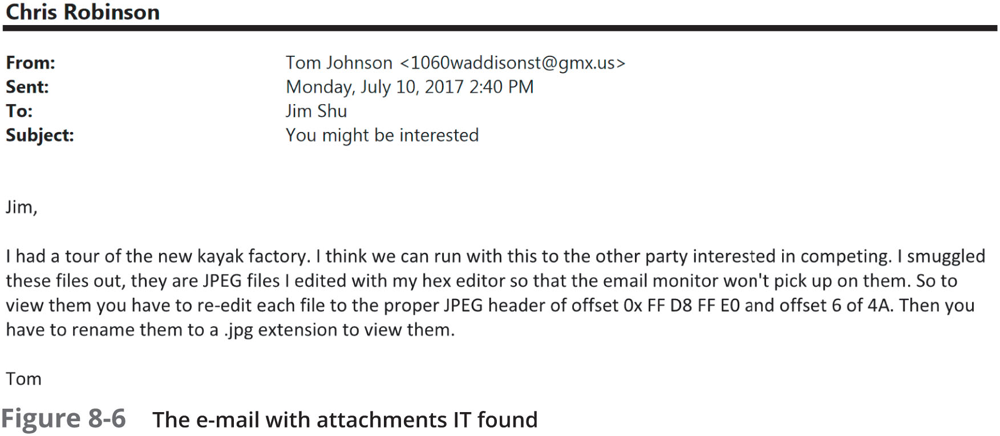 Chris Robinson
From: Tom Johnson <1060waddisonst@gmx.us>
Sent: Monday, July 10, 2017 2:40 PM
To: Jim Shu
Subject: You might be interested
Jim,
I had a tour of the new kayak factory. I think we can run with this to the other party interested in competing. I smuggled
these files out, they are JPEG files I edited with my hex editor so that the email monitor won't pick up on them. So to
view them you have to re-edit each file to the proper JPEG header of offset 0x FF D8 FF E0 and offset 6 of 4A. Then you
have to rename them to a .jpg extension to view them.
Tom
Figure 8-6 The e-mail with attachments IT found